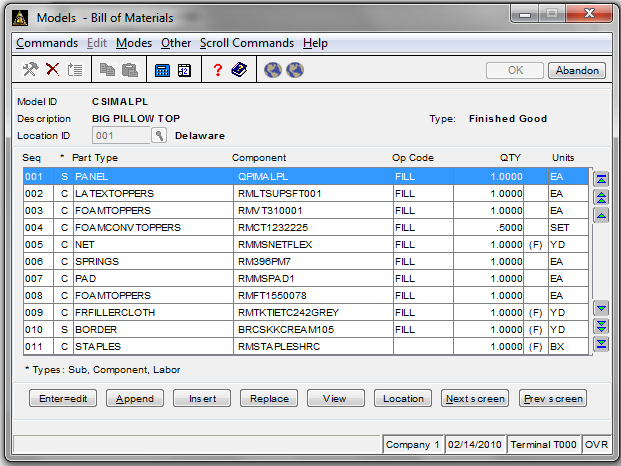 Models - Bill of Materials
Commands Edit Modes Other Scroll Commands Help
OK Abandon
Model ID CSIMALPL
Description BIG PILLOW TOP Type: Finished Good
Location ID 001 Delaware
Seq * Part Type Component Op Code QTY Units
001 S PANEL QPIMALPL FILL 1.0000 EA
002 C LATEXTOPPERS RMLTSUPSFT001 FILL 1.0000 EA
003 C FOAMTOPPERS RMVT310001 FILL 1.0000 EA
004 C FOAMCONVTOPPERS RMCT1232225 FILL .5000 SET
005 C NET RMMSNETFLEX FILL 1.0000 (F) YD
006 C SPRINGS RM396PM7 FILL 1.0000 EA
007 C PAD RMMSPAD1 FILL 1.0000 EA
008 C FOAMTOPPERS RMFT1550078 FILL 1.0000 EA
009 C FRFILLERCLOTH RMTKTIETC242GREY FILL 1.0000 (F) YD
010 S BORDER BRCSKKCREAM105 FILL 1.0000 (F) YD
011 C STAPLES RMSTAPLESHRC 1.0000 (F) BX
* Types: Sub, Component, Labor
Enter=edit Append Insert Replace View Location Next screen Prev screen
Company 1 02/14/2010 Terminal T000 OVR